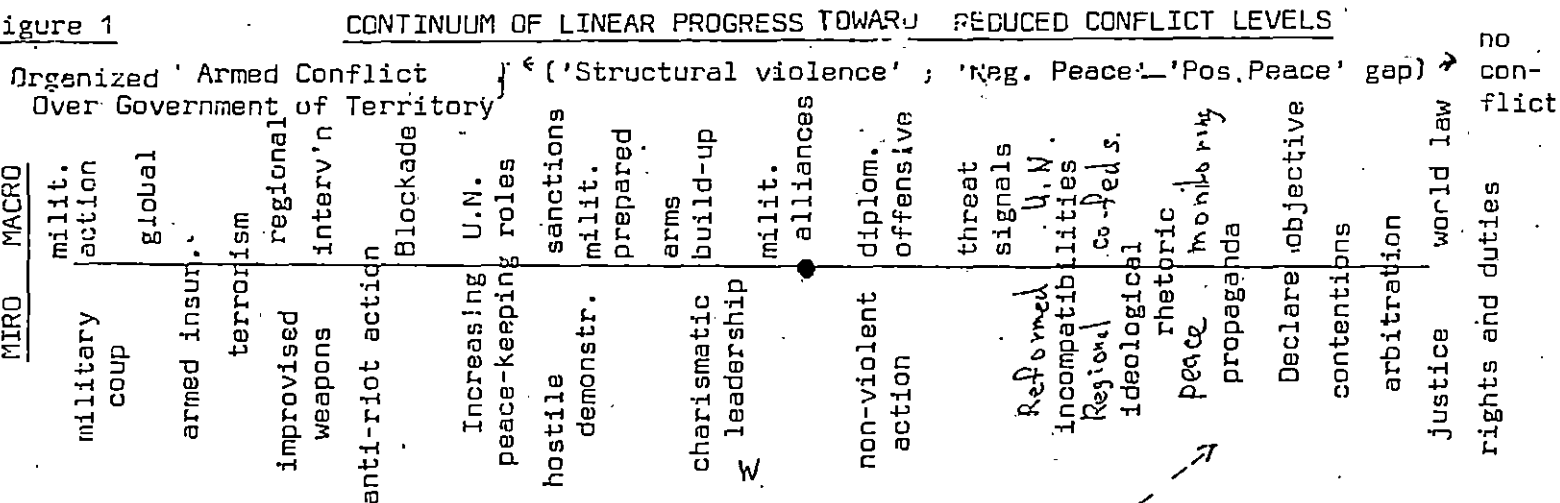 igure 1
CONTINUUM OF LINEAR PROGRESS TOWARD REDUCED CONFLICT LEVELS
Organized ' Armed Conflict } ← ('Structural violence' ; 'Neg. Peace'—'Pos.Peace' gap) →
Over Government of Territory
no
con-
flict
MACRO
milit.
action
global
regional
interv'n
Blockade
U.N.
sanctions
milit.
prepared
arms
build-up
milit.
alliances
diplom.
offensive
threat
signals
objective
world law
MIRO
military
coup
armed insun.
terrorism
improvised
weapons
anti-riot action
Increasing
peace-keeping roles
hostile
demonstr.
charismatic
leadership
W
non-violent
action
Reformed U.N.
incompatibilities
Regional Co-feds.
ideological
rhetoric
peace monitoring
propaganda
Declare
contentions
arbitration
justice
rights and duties